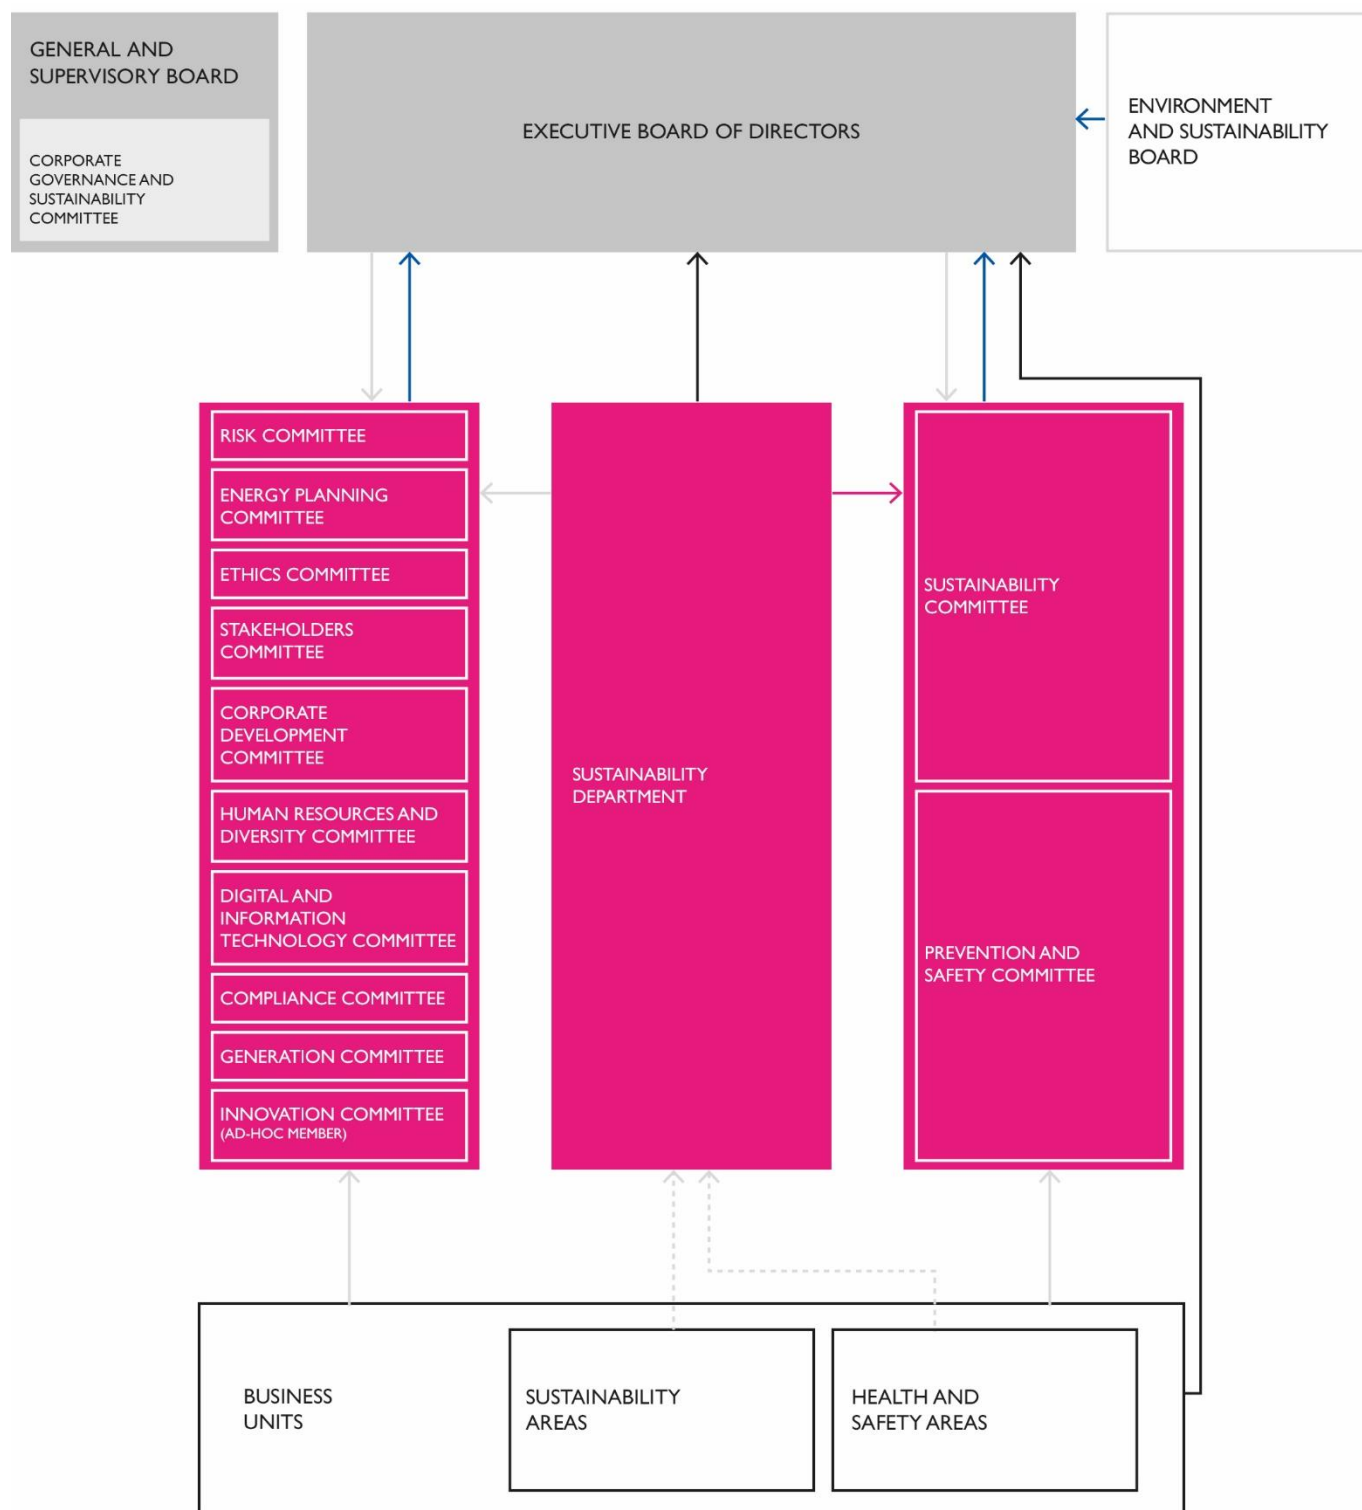 GENERAL AND
SUPERVISORY BOARD
CORPORATE
GOVERNANCE AND
SUSTAINABILITY
COMMITTEE
EXECUTIVE BOARD OF DIRECTORS
ENVIRONMENT
AND SUSTAINABILITY
BOARD
RISK COMMITTEE
ENERGY PLANNING
COMMITTEE
ETHICS COMMITTEE
STAKEHOLDERS
COMMITTEE
CORPORATE
DEVELOPMENT
COMMITTEE
HUMAN RESOURCES AND
DIVERSITY COMMITTEE
DIGITAL AND
INFORMATION
TECHNOLOGY COMMITTEE
COMPLIANCE COMMITTEE
GENERATION COMMITTEE
INNOVATION COMMITTEE
(AD-HOC MEMBER)
SUSTAINABILITY
DEPARTMENT
SUSTAINABILITY
COMMITTEE
PREVENTION AND
SAFETY COMMITTEE
BUSINESS
UNITS
SUSTAINABILITY
AREAS
HEALTH AND
SAFETY AREAS